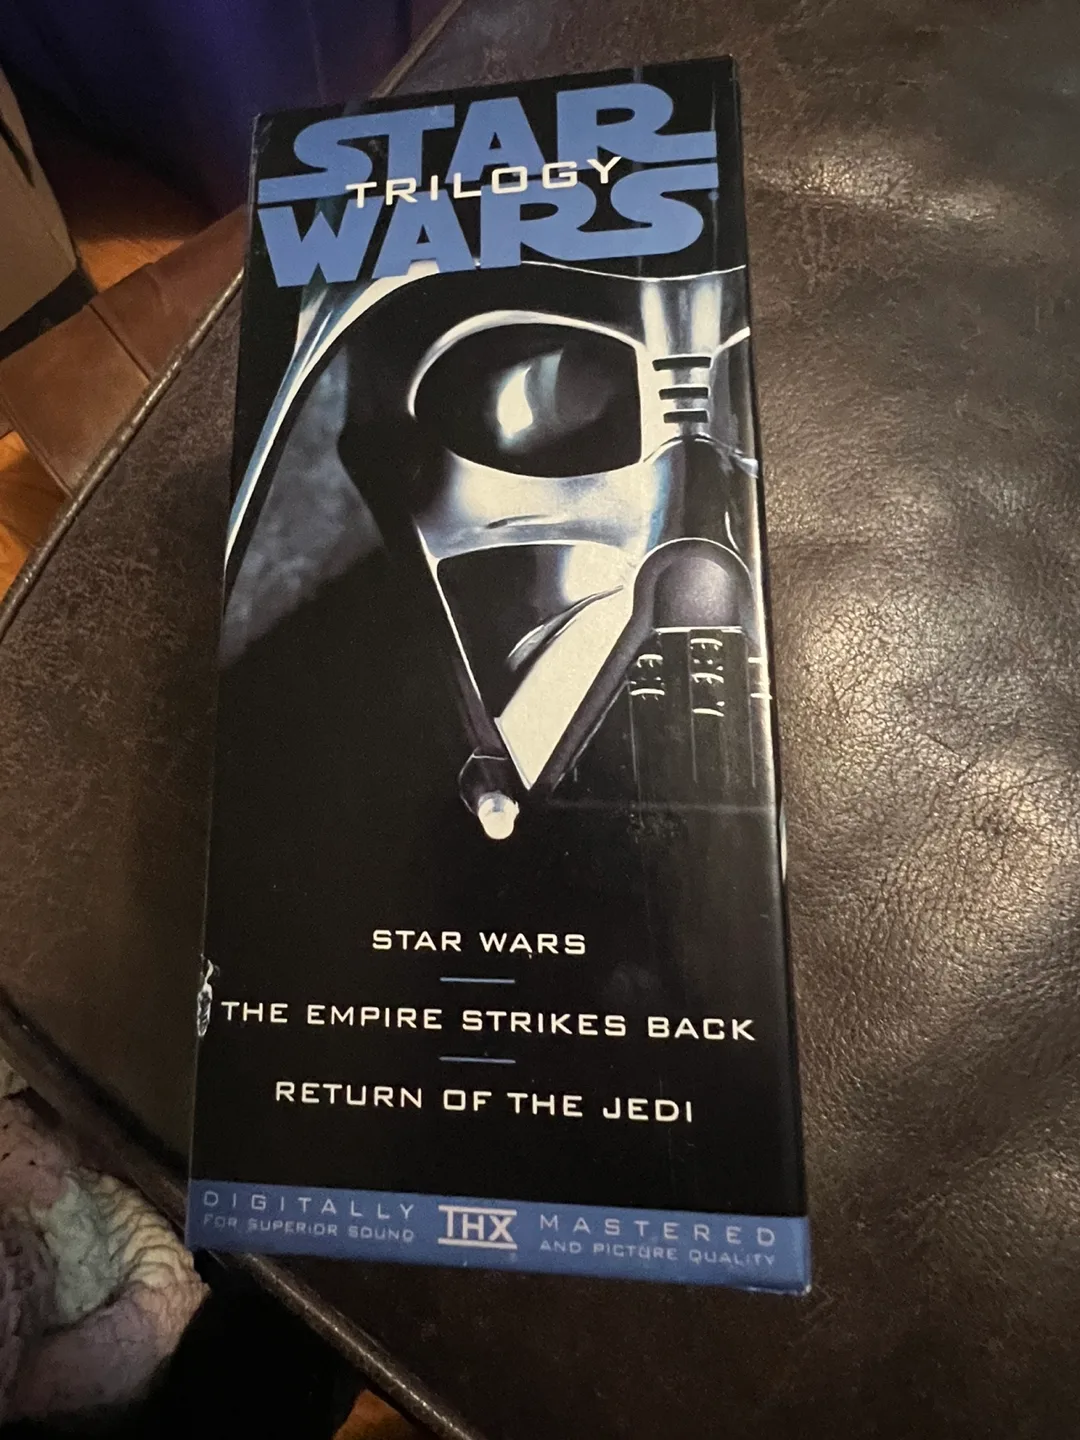 STAR
TRILOGY
WARS
STAR WARS
THE EMPIRE STRIKES BACK
RETURN OF THE JEDI
DIGITALLY THX MASTERED
FOR SUPERIOR SOUND AND PICTURE QUALITY